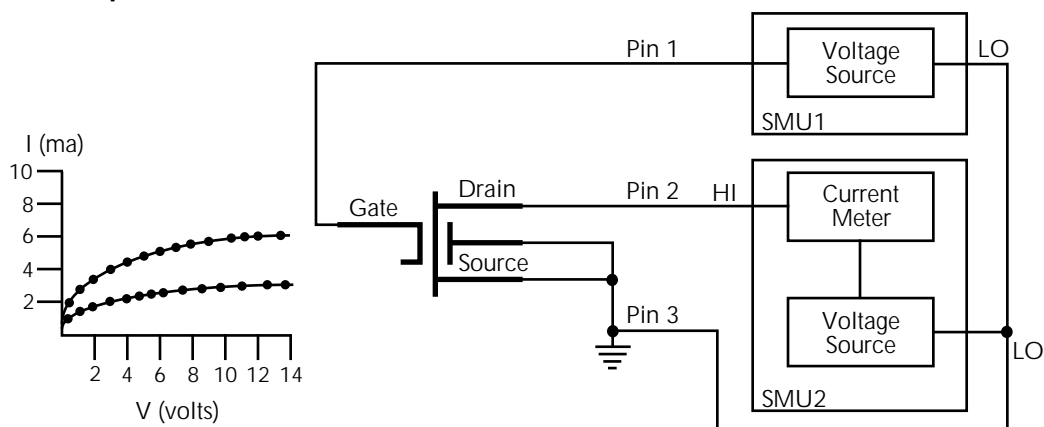 Pin 1
Voltage
Source
LO
SMU1
I (ma)
10
8
6
4
2
2 4 6 8 10 12 14
V (volts)
Gate
Drain
Source
Pin 2
HI
Current
Meter
Pin 3
Voltage
Source
LO
SMU2